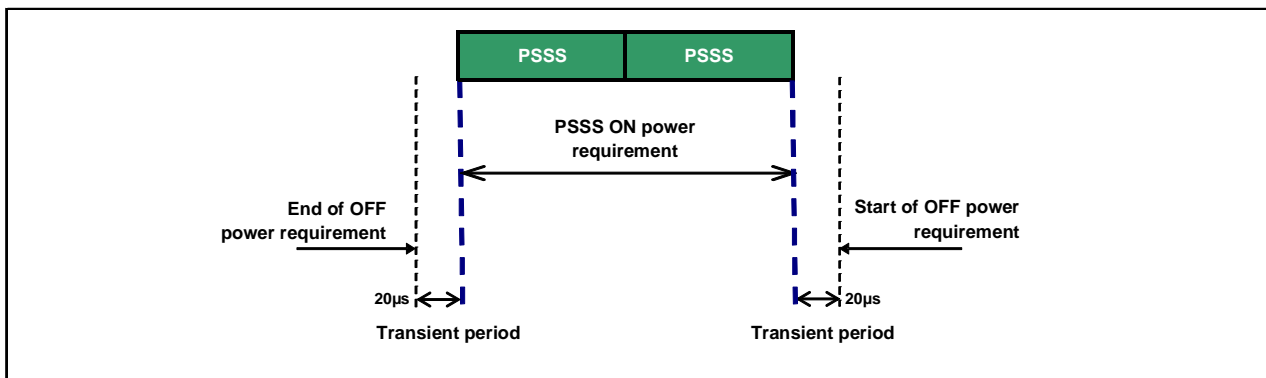 PSSS PSSS
PSSS ON power
requirement
End of OFF
power requirement
Start of OFF power
requirement
20µs
20µs
Transient period
Transient period